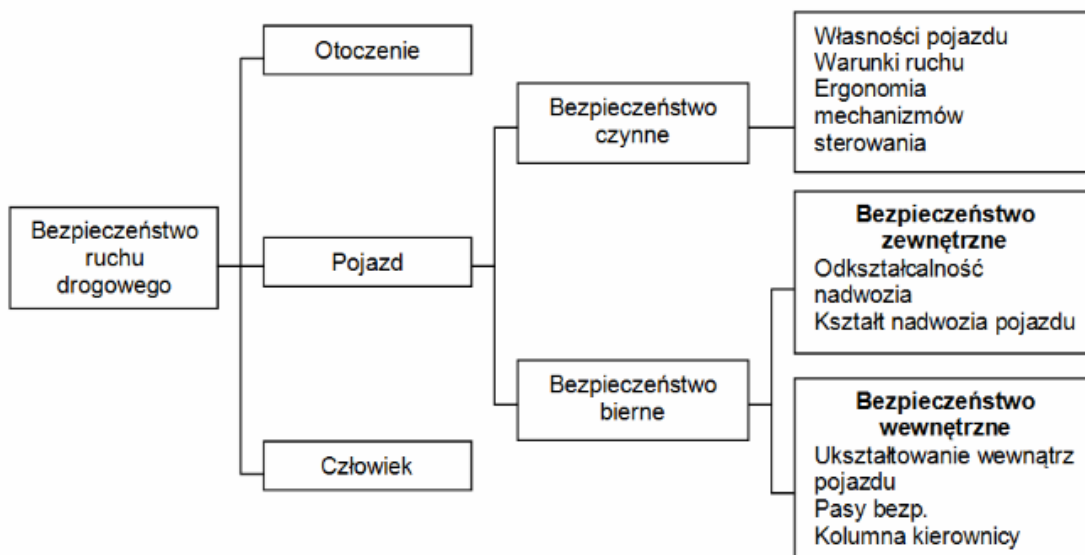 Otoczenie
Własności pojazdu
Warunki ruchu
Ergonomia
mechanizmów
sterowania
Bezpieczeństwo
czynne
Bezpieczeństwo
ruchu
drogowego
Pojazd
Bezpieczeństwo
zewnętrzne
Odkształcalność
nadwozia
Kształt nadwozia pojazdu
Bezpieczeństwo
bierne
Bezpieczeństwo
wewnętrzne
Ukształtowanie wewnątrz
pojazdu
Pasy bezp.
Kolumna kierownicy
Człowiek